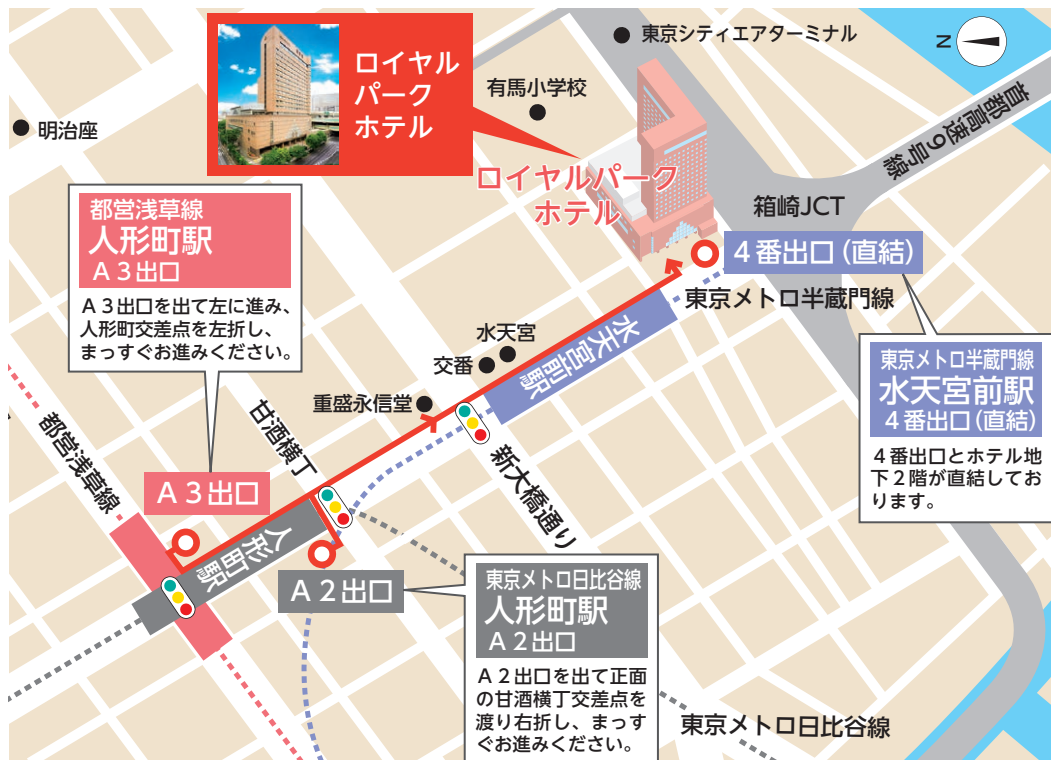 ロイヤル
パーク
ホテル
東京シティエアターミナル
N
有馬小学校
明治座
首都高速9号線
ロイヤルパーク
ホテル
箱崎JCT
都営浅草線
人形町駅
A3出口
A3出口を出て左に進み、
人形町交差点を左折し、
まっすぐお進みください。
4番出口(直結)
東京メトロ半蔵門線
水天宮前駅
水天宮
交番
重盛永信堂
東京メトロ半蔵門線
水天宮前駅
4番出口(直結)
4番出口とホテル地
下2階が直結してお
ります。
甘酒横丁
都営浅草線
新大橋通り
A3出口
人形町駅
A2出口
東京メトロ日比谷線
人形町駅
A2出口
A2出口を出て正面
の甘酒横丁交差点を
渡り右折し、まっす
ぐお進みください。
東京メトロ日比谷線